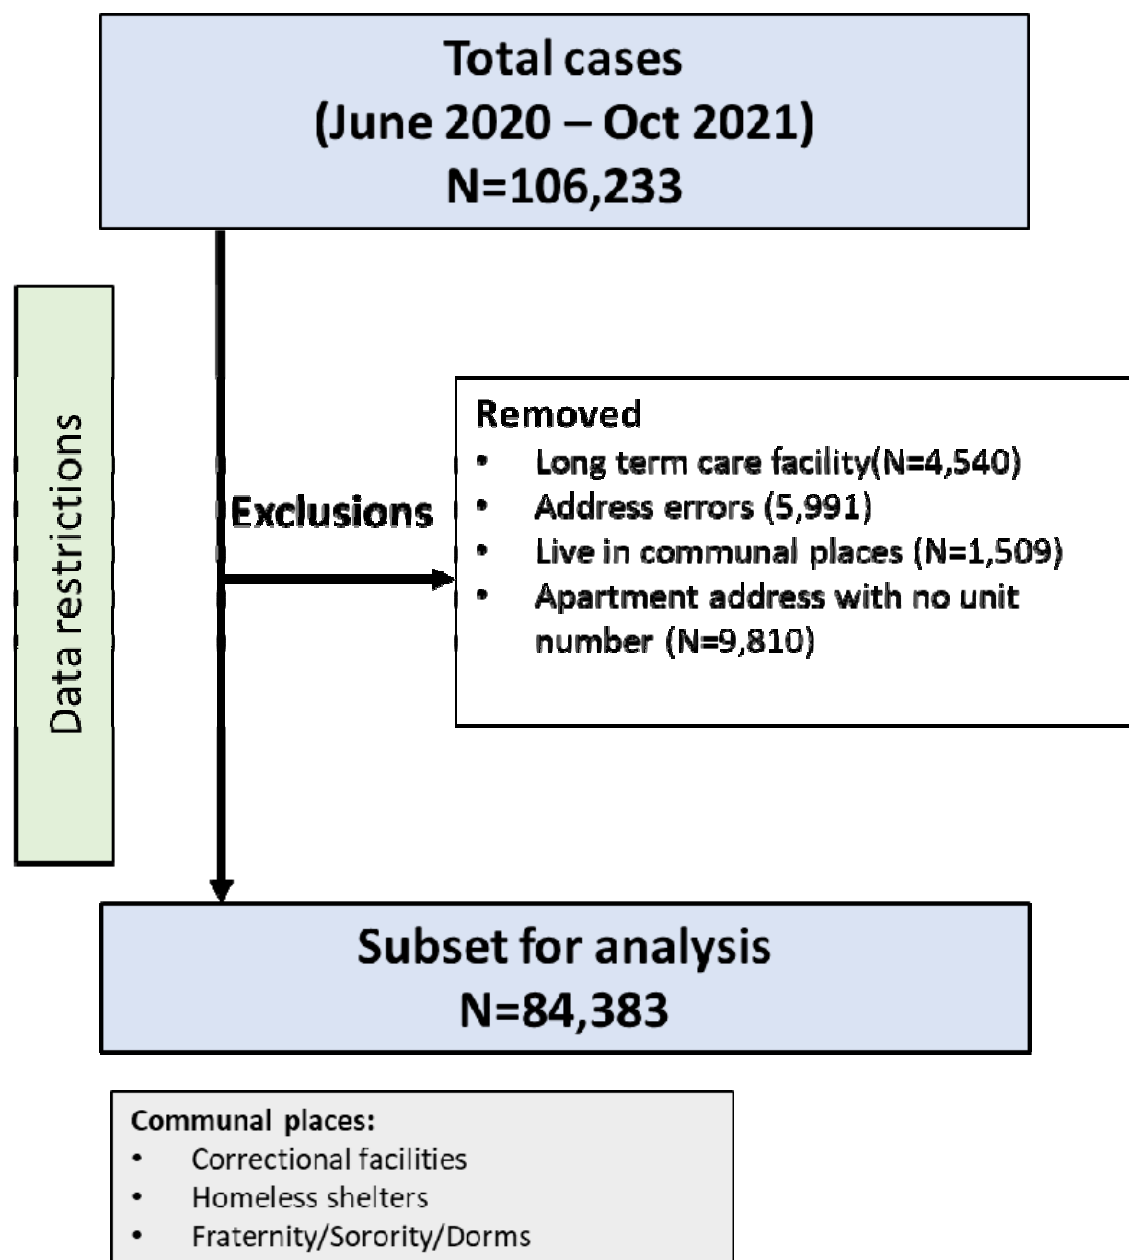 Total cases
(June 2020 – Oct 2021)
N=106,233
Data restrictions
Exclusions
Removed
• Long term care facility(N=4,540)
• Address errors (5,991)
• Live in communal places (N=1,509)
• Apartment address with no unit
number (N=9,810)
Subset for analysis
N=84,383
Communal places:
• Correctional facilities
• Homeless shelters
• Fraternity/Sorority/Dorms